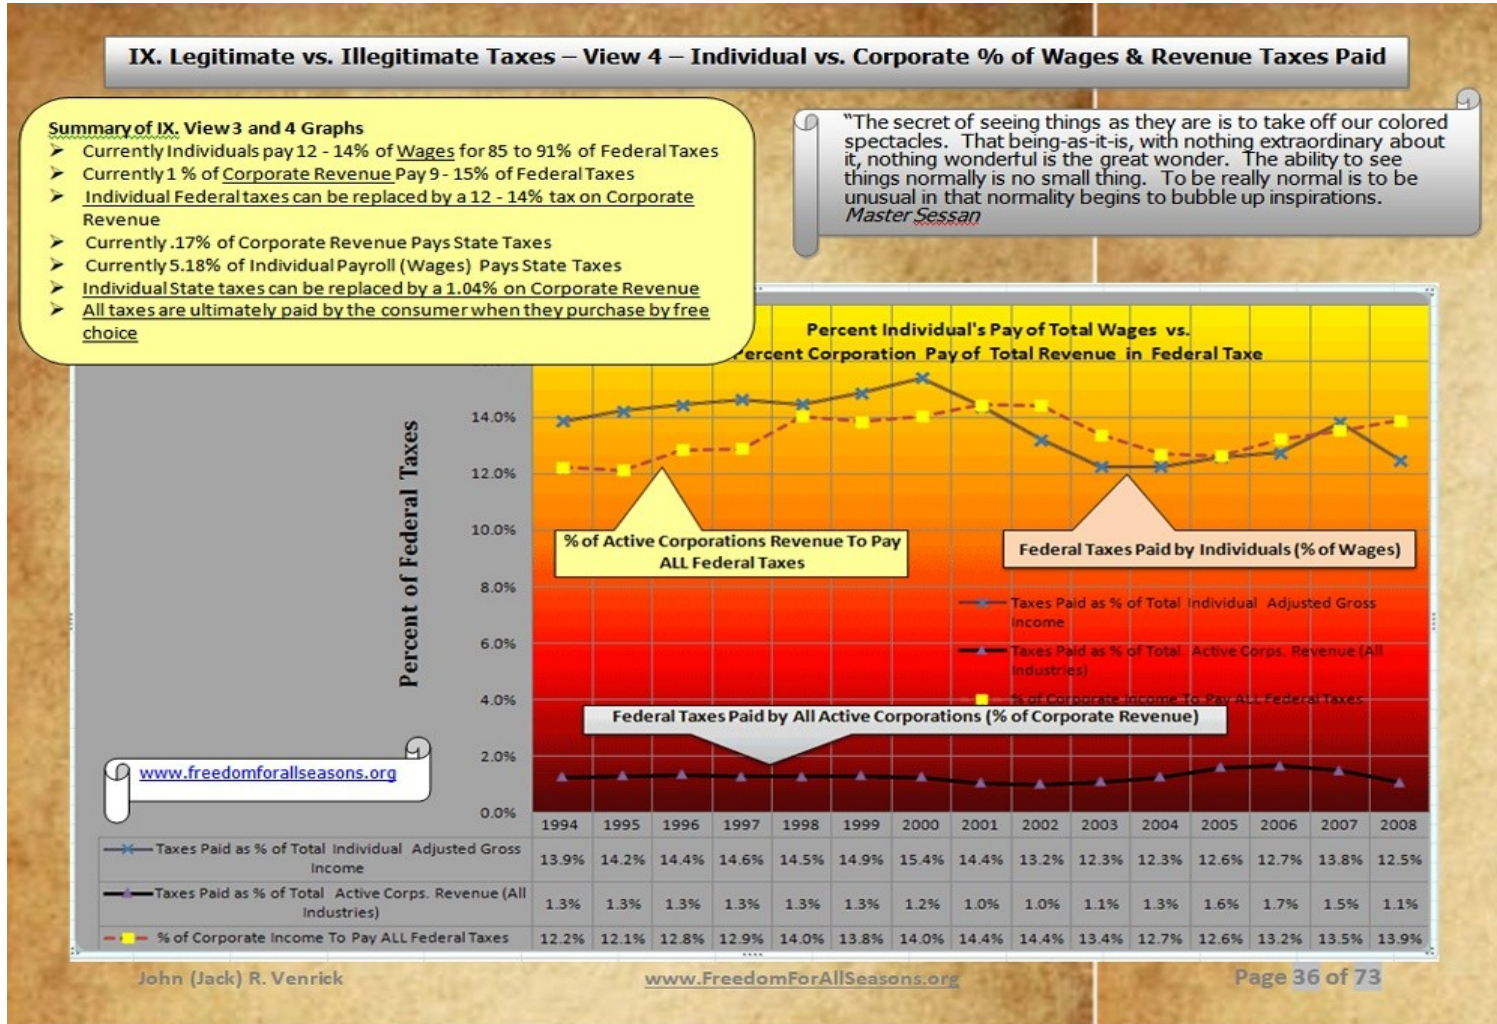 IX. Legitimate vs. Illegitimate Taxes – View 4 – Individual vs. Corporate % of Wages & Revenue Taxes Paid
Summary of IX. View 3 and 4 Graphs
➢ Currently Individuals pay 12 - 14% of Wages for 85 to 91% of Federal Taxes
➢ Currently 1 % of Corporate Revenue Pay 9 - 15% of Federal Taxes
➢ Individual Federal taxes can be replaced by a 12 - 14% tax on Corporate
Revenue
➢ Currently .17% of Corporate Revenue Pays State Taxes
➢ Currently 5.18% of Individual Payroll (Wages) Pays State Taxes
➢ Individual State taxes can be replaced by a 1.04% on Corporate Revenue
➢ All taxes are ultimately paid by the consumer when they purchase by free
choice
“The secret of seeing things as they are is to take off our colored
spectacles. That being-as-it-is, with nothing extraordinary about
it, nothing wonderful is the great wonder. The ability to see
things normally is no small thing. To be really normal is to be
unusual in that normality begins to bubble up inspirations.
Master Sessan
Percent Individual's Pay of Total Wages vs.
Percent Corporation Pay of Total Revenue in Federal Taxe
Percent of Federal Taxes
14.0%
12.0%
10.0%
8.0%
6.0%
4.0%
2.0%
0.0%
% of Active Corporations Revenue To Pay
ALL Federal Taxes
Federal Taxes Paid by Individuals (% of Wages)
Taxes Paid as % of Total Individual Adjusted Gross
Income
Taxes Paid as % of Total Active Corps. Revenue (All
Industries)
% of Corporate Income To Pay ALL Federal Taxes
Federal Taxes Paid by All Active Corporations (% of Corporate Revenue)
www.freedomforallseasons.org
1994 1995 1996 1997 1998 1999 2000 2001 2002 2003 2004 2005 2006 2007 2008
Taxes Paid as % of Total Individual Adjusted Gross
Income
13.9% 14.2% 14.4% 14.6% 14.5% 14.9% 15.4% 14.4% 13.2% 12.3% 12.3% 12.6% 12.7% 13.8% 12.5%
Taxes Paid as % of Total Active Corps. Revenue (All
Industries)
1.3% 1.3% 1.3% 1.3% 1.3% 1.3% 1.2% 1.0% 1.0% 1.1% 1.3% 1.6% 1.7% 1.5% 1.1%
% of Corporate Income To Pay ALL Federal Taxes 12.2% 12.1% 12.8% 12.9% 14.0% 13.8% 14.0% 14.4% 14.4% 13.4% 12.7% 12.6% 13.2% 13.5% 13.9%
John (Jack) R. Venrick
www.FreedomForAllSeasons.org
Page 36 of 73